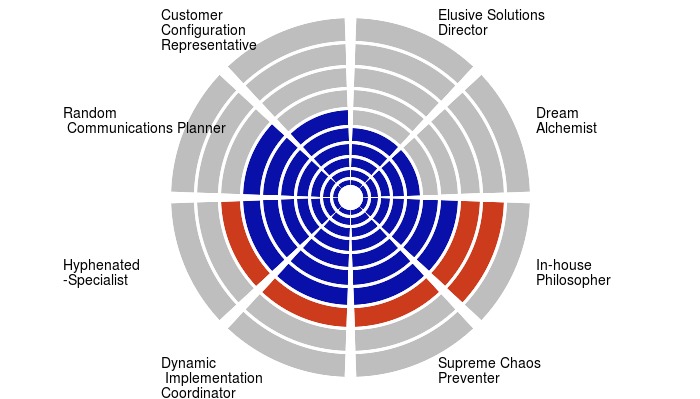 Customer
Configuration
Representative
Elusive Solutions
Director
Random
Communications Planner
Dream
Alchemist
Hyphenated
-Specialist
In-house
Philosopher
Dynamic
Implementation
Coordinator
Supreme Chaos
Preventer